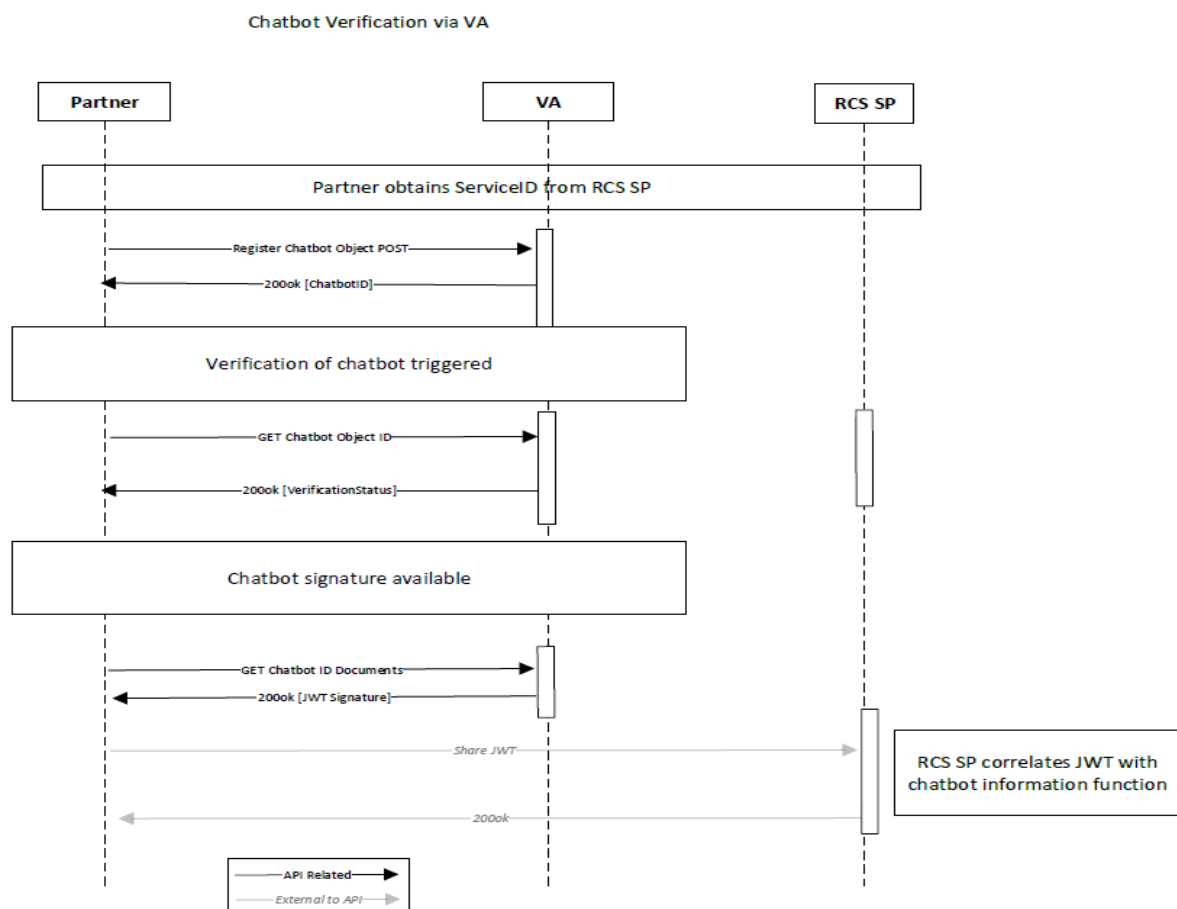 Chatbot Verification via VA
Partner
VA
RCS SP
Partner obtains ServiceID from RCS SP
Register Chatbot Object POST
200ok [ChatbotID]
Verification of chatbot triggered
GET Chatbot Object ID
200ok [VerificationStatus]
Chatbot signature available
GET Chatbot ID Documents
200ok [JWT Signature]
Share JWT
RCS SP correlates JWT with
chatbot information function
200ok
API Related
External to API